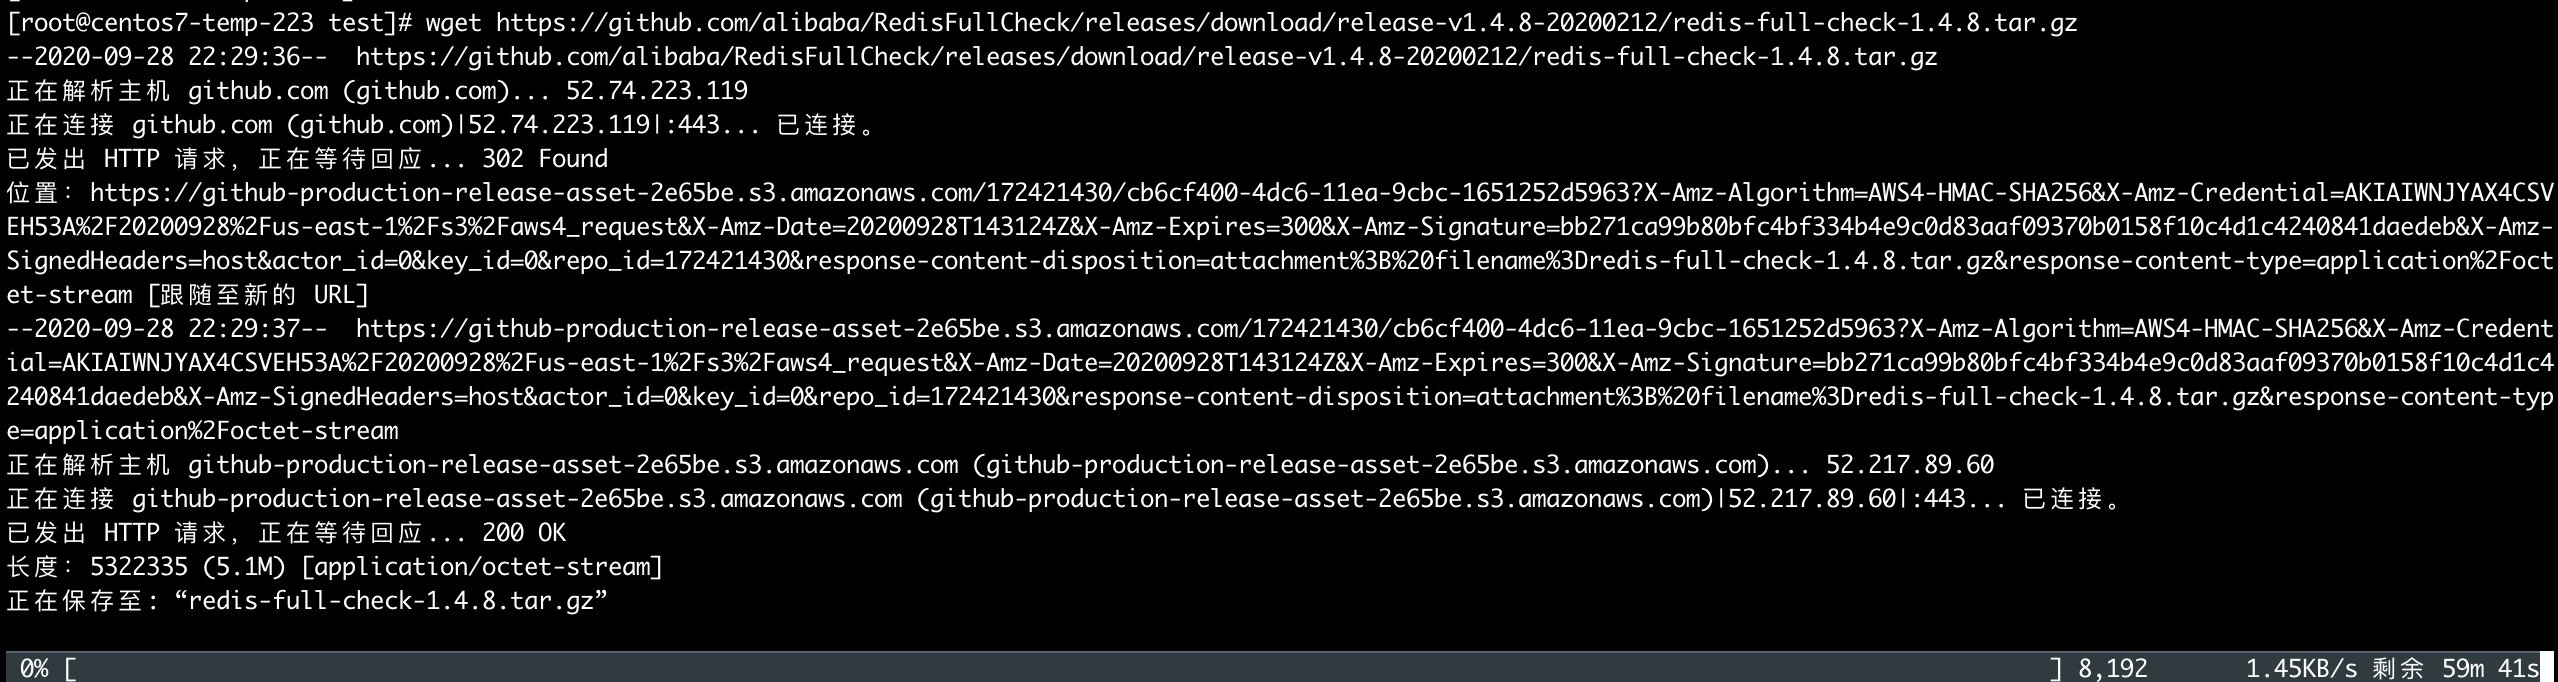 [root@centos7-temp-223 test]# wget https://github.com/alibaba/RedisFullCheck/releases/download/release-v1.4.8-20200212/redis-full-check-1.4.8.tar.gz
--2020-09-28 22:29:36--  https://github.com/alibaba/RedisFullCheck/releases/download/release-v1.4.8-20200212/redis-full-check-1.4.8.tar.gz
正在解析主机 github.com (github.com)... 52.74.223.119
正在连接 github.com (github.com)|52.74.223.119|:443... 已连接。
已发出 HTTP 请求，正在等待回应... 302 Found
位置：https://github-production-release-asset-2e65be.s3.amazonaws.com/172421430/cb6cf400-4dc6-11ea-9cbc-1651252d5963?X-Amz-Algorithm=AWS4-HMAC-SHA256&X-Amz-Credential=AKIAIWNJYAX4CSV
EH53A%2F20200928%2Fus-east-1%2Fs3%2Faws4_request&X-Amz-Date=20200928T143124Z&X-Amz-Expires=300&X-Amz-Signature=bb271ca99b80bfc4bf334b4e9c0d83aaf09370b0158f10c4d1c4240841daedeb&X-Amz-
SignedHeaders=host&actor_id=0&key_id=0&repo_id=172421430&response-content-disposition=attachment%3B%20filename%3Dredis-full-check-1.4.8.tar.gz&response-content-type=application%2Foct
et-stream [跟随至新的 URL]
--2020-09-28 22:29:37--  https://github-production-release-asset-2e65be.s3.amazonaws.com/172421430/cb6cf400-4dc6-11ea-9cbc-1651252d5963?X-Amz-Algorithm=AWS4-HMAC-SHA256&X-Amz-Credent
ial=AKIAIWNJYAX4CSVEH53A%2F20200928%2Fus-east-1%2Fs3%2Faws4_request&X-Amz-Date=20200928T143124Z&X-Amz-Expires=300&X-Amz-Signature=bb271ca99b80bfc4bf334b4e9c0d83aaf09370b0158f10c4d1c4
240841daedeb&X-Amz-SignedHeaders=host&actor_id=0&key_id=0&repo_id=172421430&response-content-disposition=attachment%3B%20filename%3Dredis-full-check-1.4.8.tar.gz&response-content-typ
e=application%2Foctet-stream
正在解析主机 github-production-release-asset-2e65be.s3.amazonaws.com (github-production-release-asset-2e65be.s3.amazonaws.com)... 52.217.89.60
正在连接 github-production-release-asset-2e65be.s3.amazonaws.com (github-production-release-asset-2e65be.s3.amazonaws.com)|52.217.89.60|:443... 已连接。
已发出 HTTP 请求，正在等待回应... 200 OK
长度：5322335 (5.1M) [application/octet-stream]
正在保存至: “redis-full-check-1.4.8.tar.gz”
0% [ ] 8,192 1.45KB/s 剩余 59m 41s